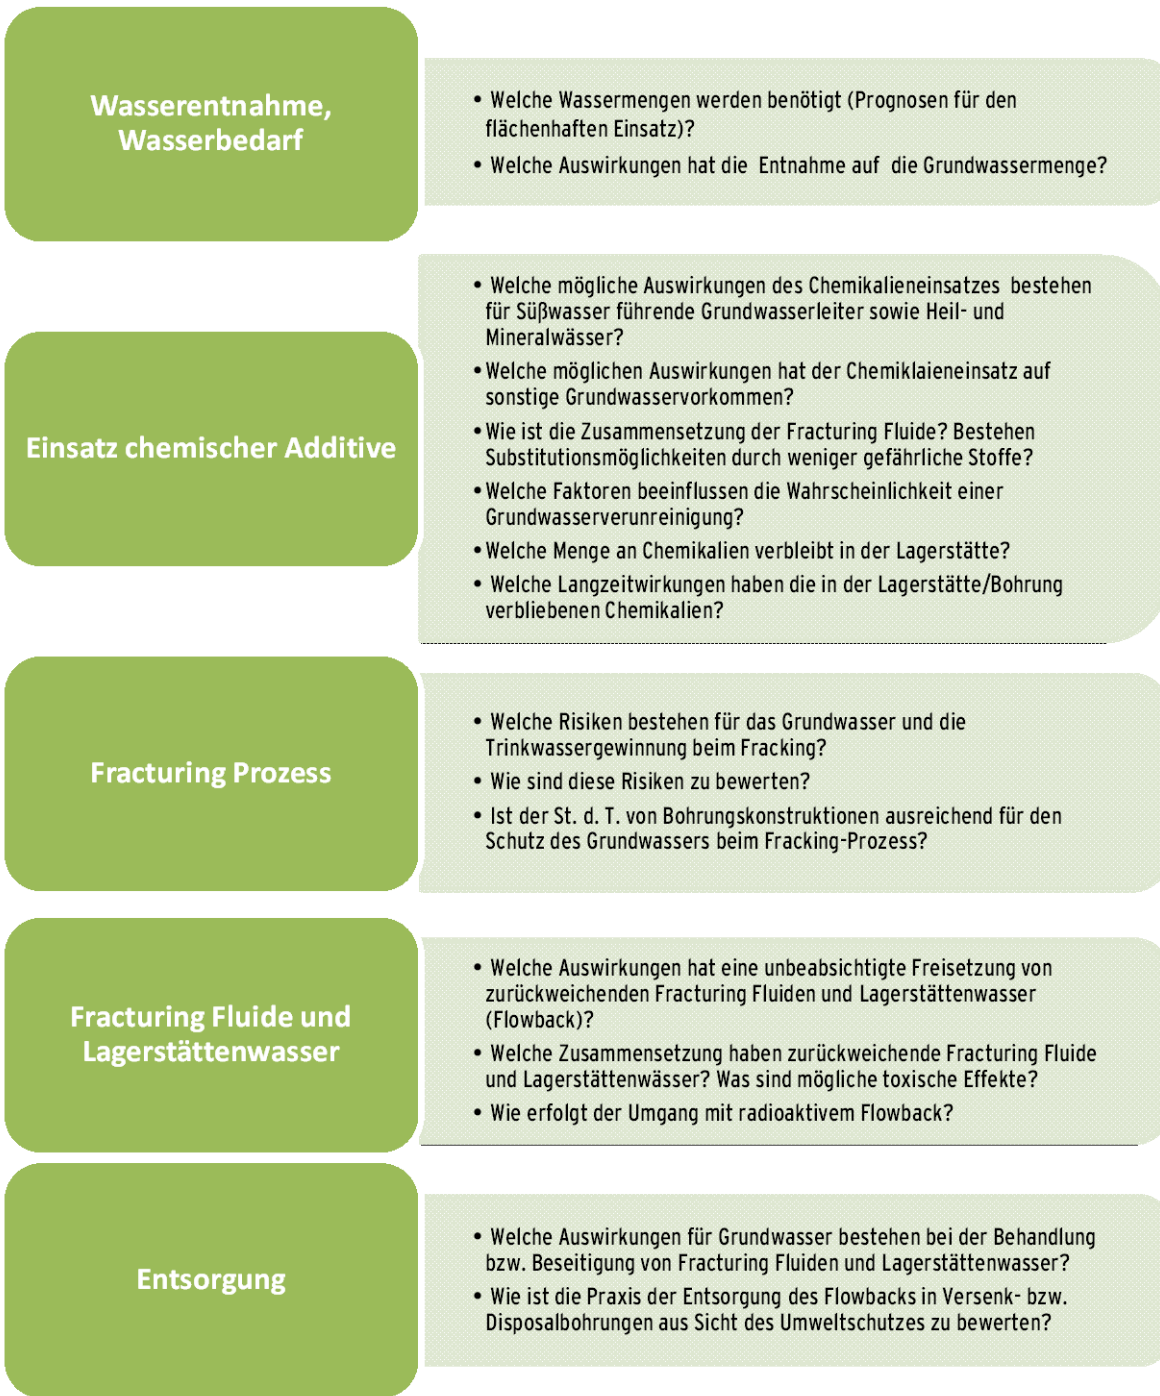 Wasserentnahme,
Wasserbedarf
• Welche Wassermengen werden benötigt (Prognosen für den
flächenhaften Einsatz)?
• Welche Auswirkungen hat die Entnahme auf die Grundwassermenge?
Einsatz chemischer Additive
• Welche mögliche Auswirkungen des Chemikalieneinsatzes bestehen
für Süßwasser führende Grundwasserleiter sowie Heil- und
Mineralwässer?
• Welche möglichen Auswirkungen hat der Chemiklaieneinsatz auf
sonstige Grundwasservorkommen?
• Wie ist die Zusammensetzung der Fracturing Fluide? Bestehen
Substitutionsmöglichkeiten durch weniger gefährliche Stoffe?
• Welche Faktoren beeinflussen die Wahrscheinlichkeit einer
Grundwasserverunreinigung?
• Welche Menge an Chemikalien verbleibt in der Lagerstätte?
• Welche Langzeitwirkungen haben die in der Lagerstätte/Bohrung
verbliebenen Chemikalien?
Fracturing Prozess
• Welche Risiken bestehen für das Grundwasser und die
Trinkwassergewinnung beim Fracking?
• Wie sind diese Risiken zu bewerten?
• Ist der St. d. T. von Bohrungskonstruktionen ausreichend für den
Schutz des Grundwassers beim Fracking-Prozess?
Fracturing Fluide und
Lagerstättenwasser
• Welche Auswirkungen hat eine unbeabsichtigte Freisetzung von
zurückweichenden Fracturing Fluiden und Lagerstättenwasser
(Flowback)?
• Welche Zusammensetzung haben zurückweichende Fracturing Fluide
und Lagerstättenwässer? Was sind mögliche toxische Effekte?
• Wie erfolgt der Umgang mit radioaktivem Flowback?
Entsorgung
• Welche Auswirkungen für Grundwasser bestehen bei der Behandlung
bzw. Beseitigung von Fracturing Fluiden und Lagerstättenwasser?
• Wie ist die Praxis der Entsorgung des Flowbacks in Versenk- bzw.
Disposalbohrungen aus Sicht des Umweltschutzes zu bewerten?